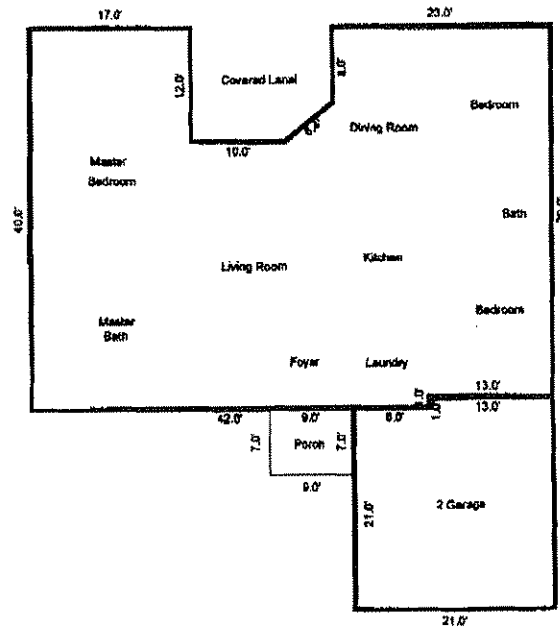 17.0'
23.0'
12.0'
Covered Lanai
8.0'
Bedroom
Dining Room
10.0'
Master
Bedroom
40.0'
Bath
Living Room
Kitchen
Master
Bath
Bedroom
Foyer
Laundry
13.0'
1.0'
13.0'
42.0'
9.0'
8.0'
7.0'
Porch
7.0'
9.0'
21.0'
2 Garage
21.0'